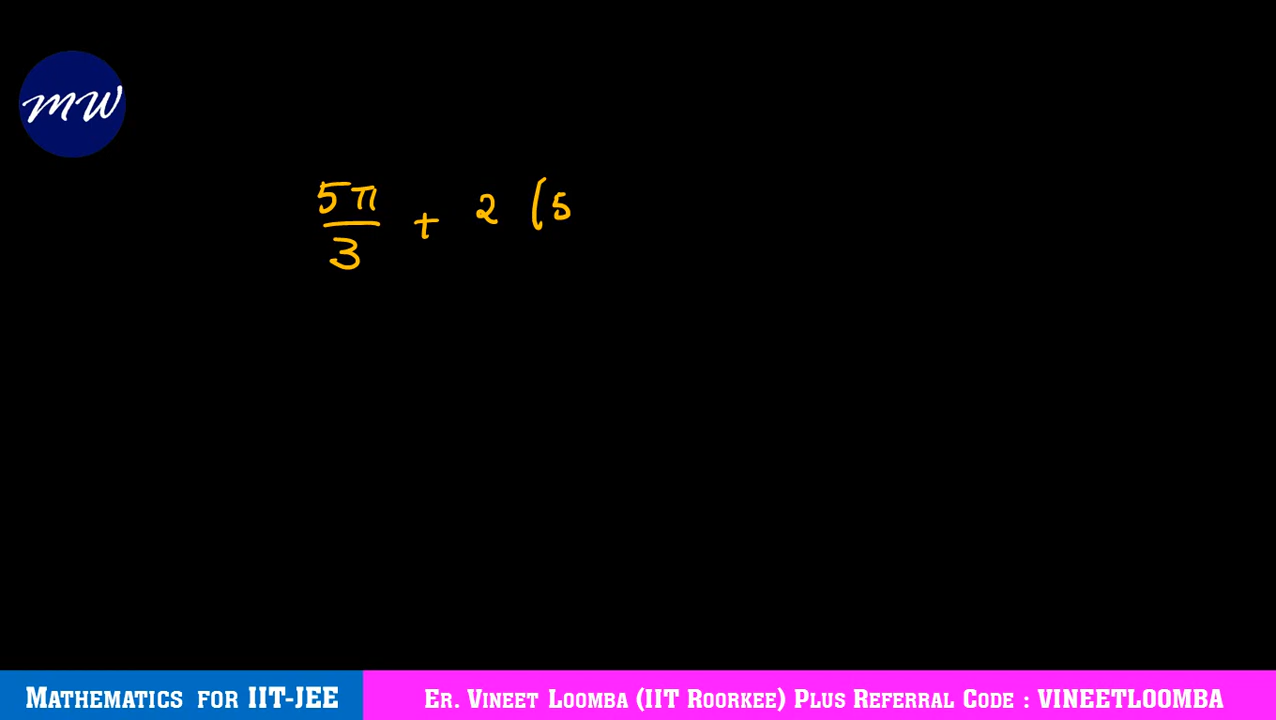 MW
5π/3 + 2 (5
MATHEMATICS FOR IIT-JEE
ER. VINEET LOOMBA (IIT ROORKEE) PLUS REFERRAL CODE : VINEETLOOMBA